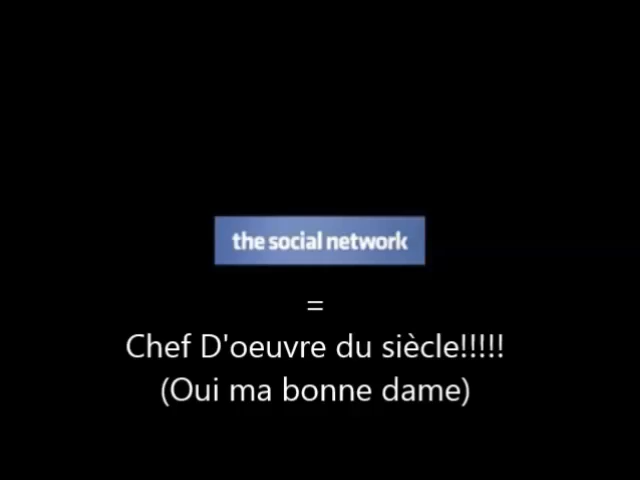 the social network
=
Chef D'oeuvre du siècle!!!!!
(Oui ma bonne dame)